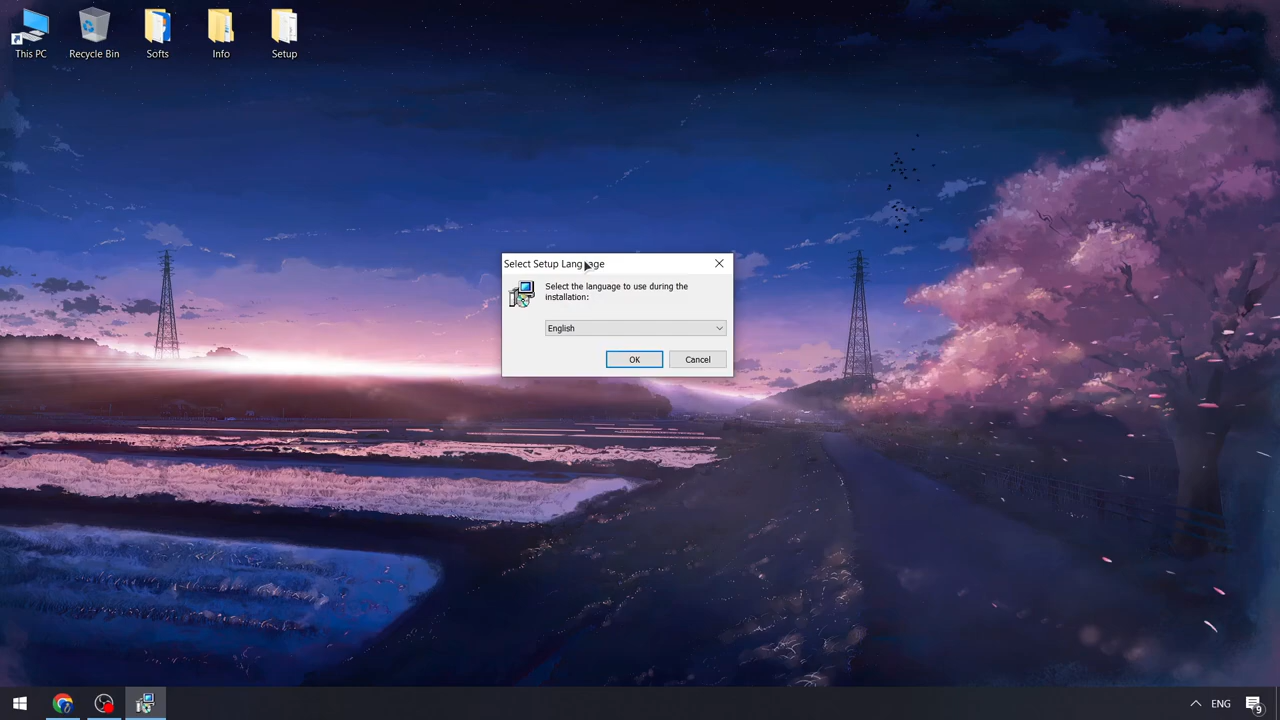 This PC
Recycle Bin
Softs
Info
Setup
Select Setup Language
Select the language to use during the
installation:
English
OK
Cancel
ENG
9